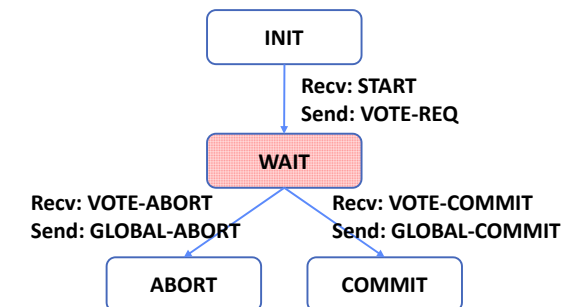 INIT
Recv: START
Send: VOTE-REQ
WAIT
Recv: VOTE-ABORT
Send: GLOBAL-ABORT
Recv: VOTE-COMMIT
Send: GLOBAL-COMMIT
ABORT
COMMIT